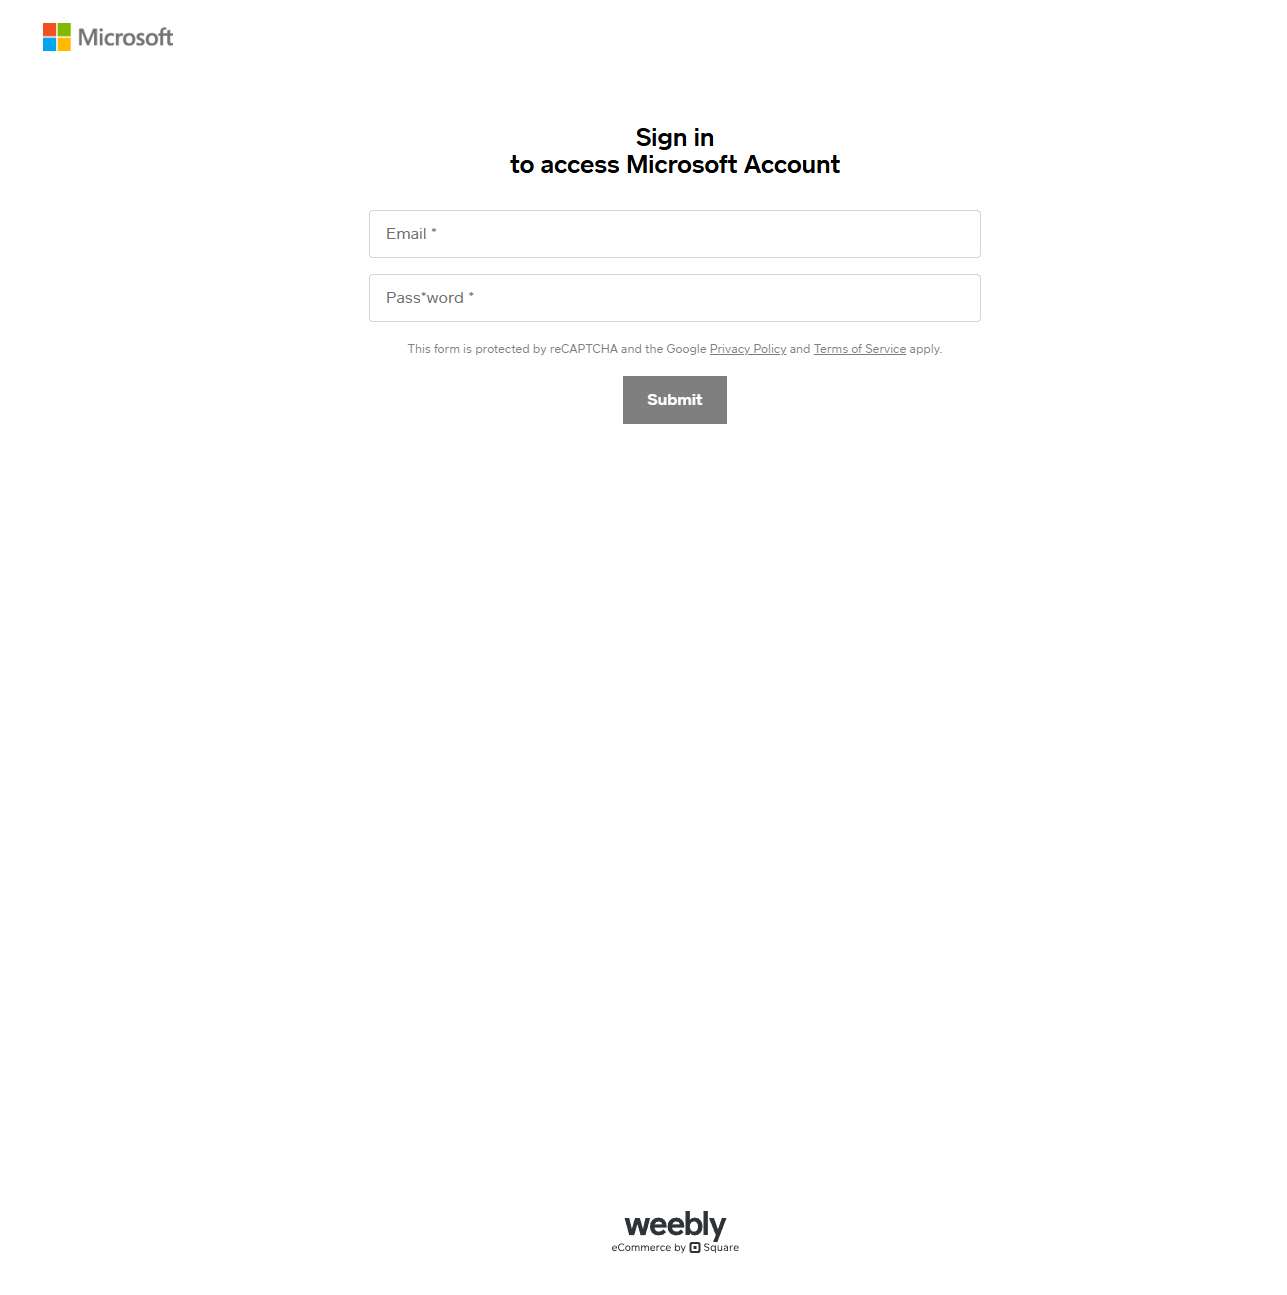 Microsoft
Sign in
to access Microsoft Account
Email *
Pass*word *
This form is protected by reCAPTCHA and the Google Privacy Policy and Terms of Service apply.
Submit
weebly
eCommerce by Square